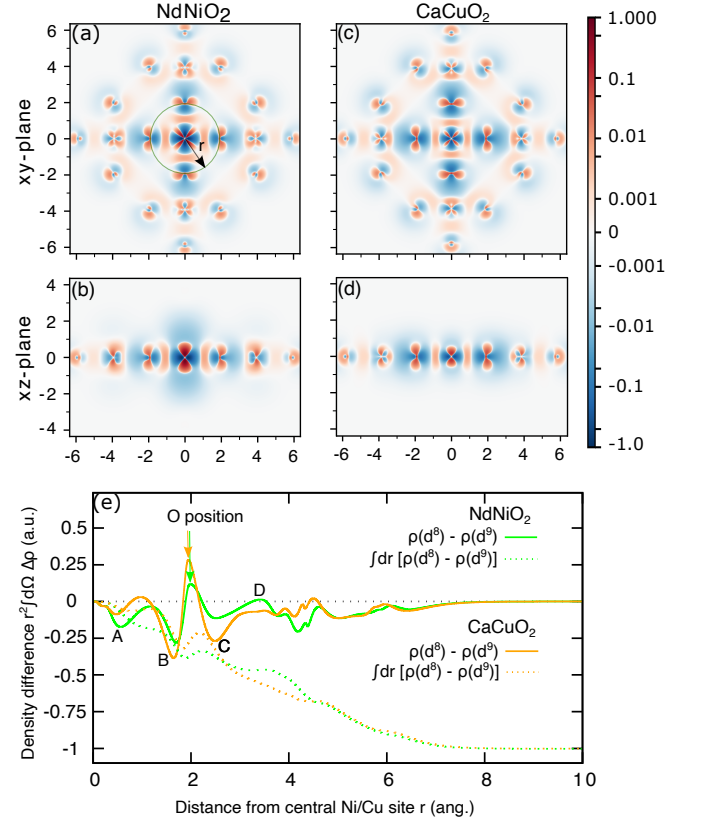 NdNiO₂
CaCuO₂
(a)
(c)
xy-plane
6
4
2
0
-2
-4
-6
r
(b)
(d)
xz-plane
4
2
0
-2
-4
-6 -4 -2 0 2 4 6
-6 -4 -2 0 2 4 6
1.000
0.1
0.01
0.001
0
-0.001
-0.01
-0.1
-1.0
(e)
O position
NdNiO₂
ρ(d⁸) - ρ(d⁹)
∫dr [ρ(d⁸) - ρ(d⁹)]
CaCuO₂
ρ(d⁸) - ρ(d⁹)
∫dr [ρ(d⁸) - ρ(d⁹)]
A
B
C
D
Density difference r²∫dΩ Δρ (a.u.)
0.5
0.25
0
-0.25
-0.5
-0.75
-1
0 2 4 6 8 10
Distance from central Ni/Cu site r (ang.)